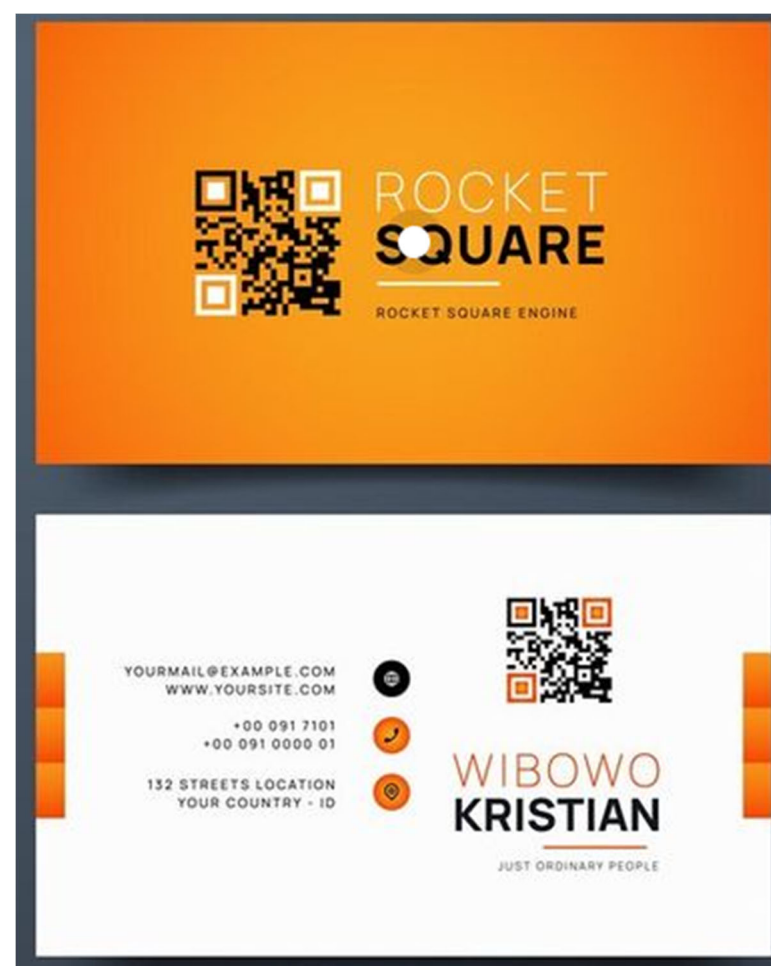 ROCKET
SQUARE
ROCKET SQUARE ENGINE
YOURMAIL@EXAMPLE.COM
WWW.YOURSITE.COM
+00 091 7101
+00 091 0000 01
132 STREETS LOCATION
YOUR COUNTRY - ID
WIBOWO
KRISTIAN
JUST ORDINARY PEOPLE